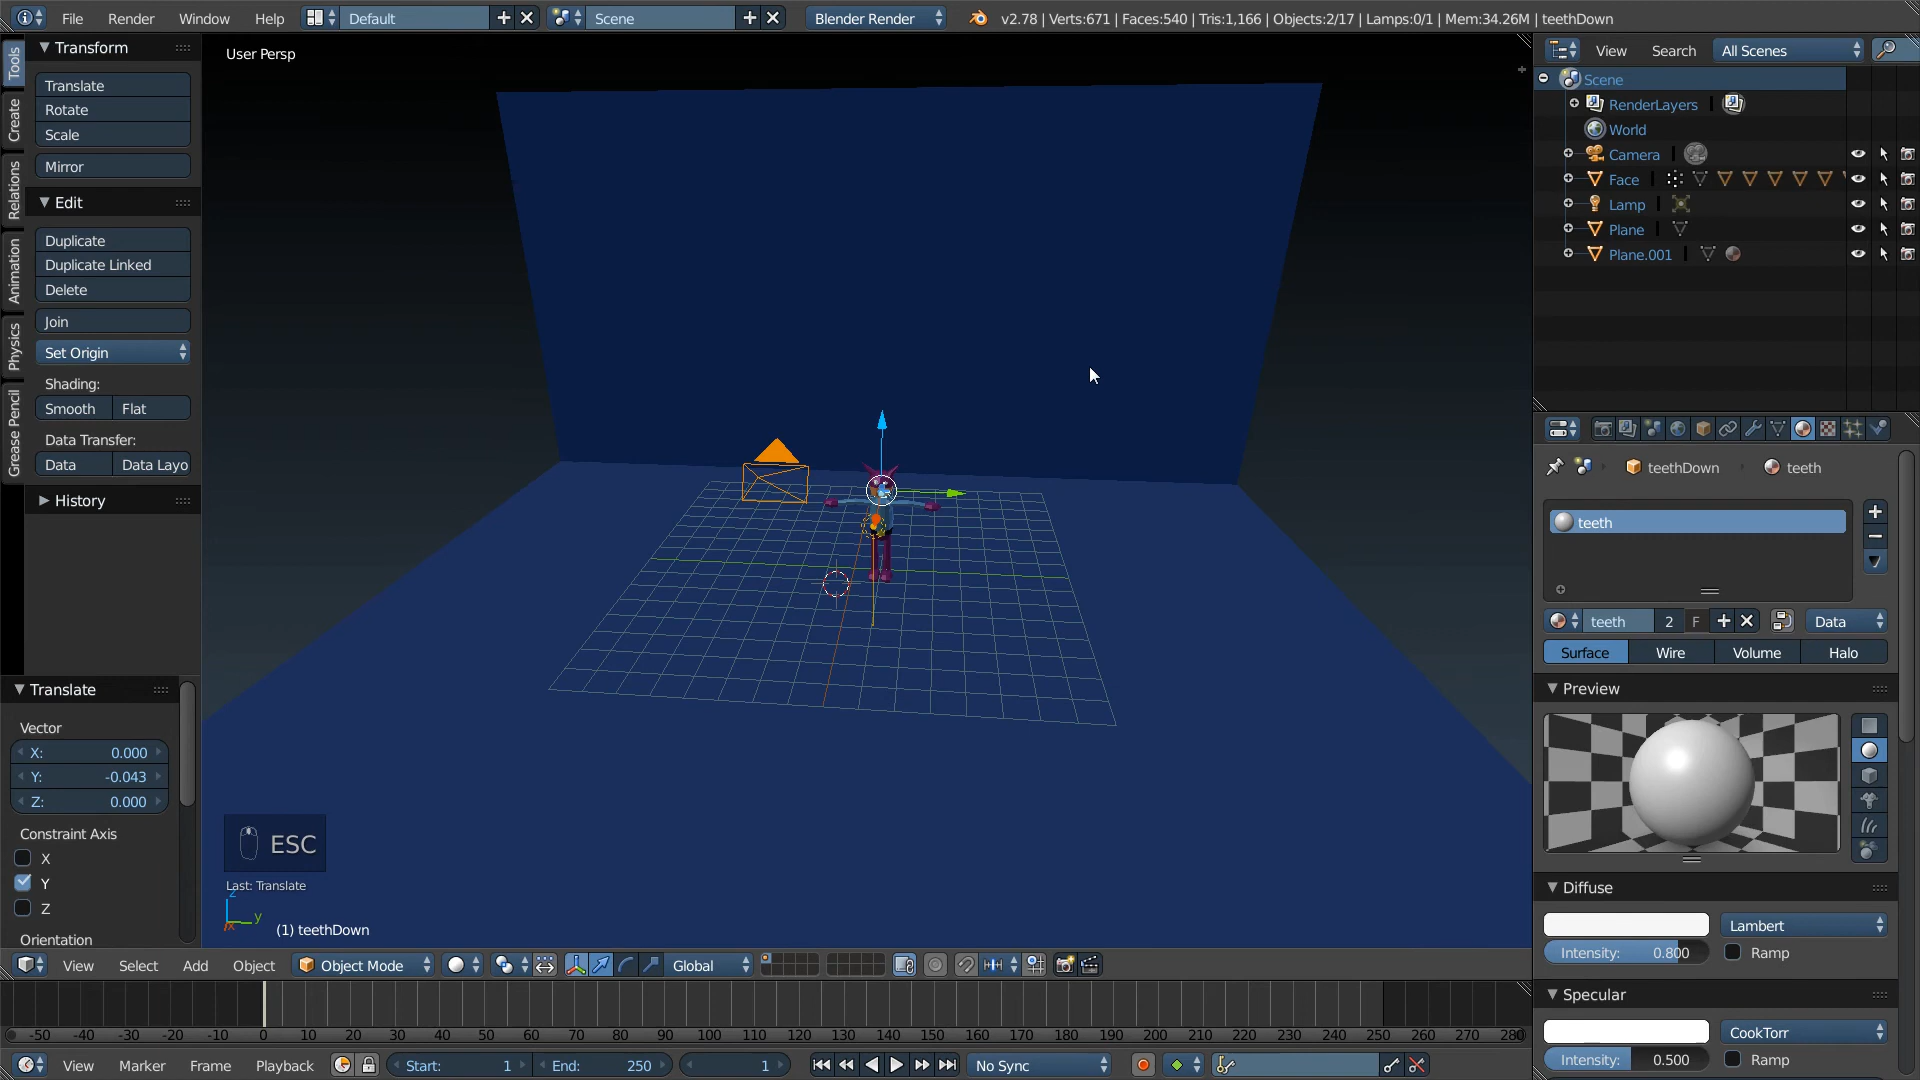 File Render Window Help Default Scene Blender Render v2.78 | Verts:671 | Faces:540 | Tris:1,166 | Objects:2/17 | Lamps:0/1 | Mem:34.26M | teethDown
Tools
Create
Relations
Animation
Physics
Grease Pencil
Transform
Translate
Rotate
Scale
Mirror
Edit
Duplicate
Duplicate Linked
Delete
Join
Set Origin
Shading:
Smooth Flat
Data Transfer:
Data Data Layo
History
Translate
Vector
X: 0.000
Y: -0.043
Z: 0.000
Constraint Axis
X
Y
Z
Orientation
User Persp
ESC
Last: Translate
z
y
x
(1) teethDown
View Select Add Object Object Mode Global
-50 -40 -30 -20 -10 0 10 20 30 40 50 60 70 80 90 100 110 120 130 140 150 160 170 180 190 200 210 220 230 240 250 260 270 280
View Marker Frame Playback Start: 1 End: 250 1 No Sync
View Search All Scenes
Scene
RenderLayers |
World
Camera |
Face |
Lamp |
Plane |
Plane.001 |
teethDown teeth
teeth
teeth 2 F Data
Surface Wire Volume Halo
Preview
Diffuse
Lambert
Intensity: 0.800 Ramp
Specular
CookTorr
Intensity: 0.500 Ramp